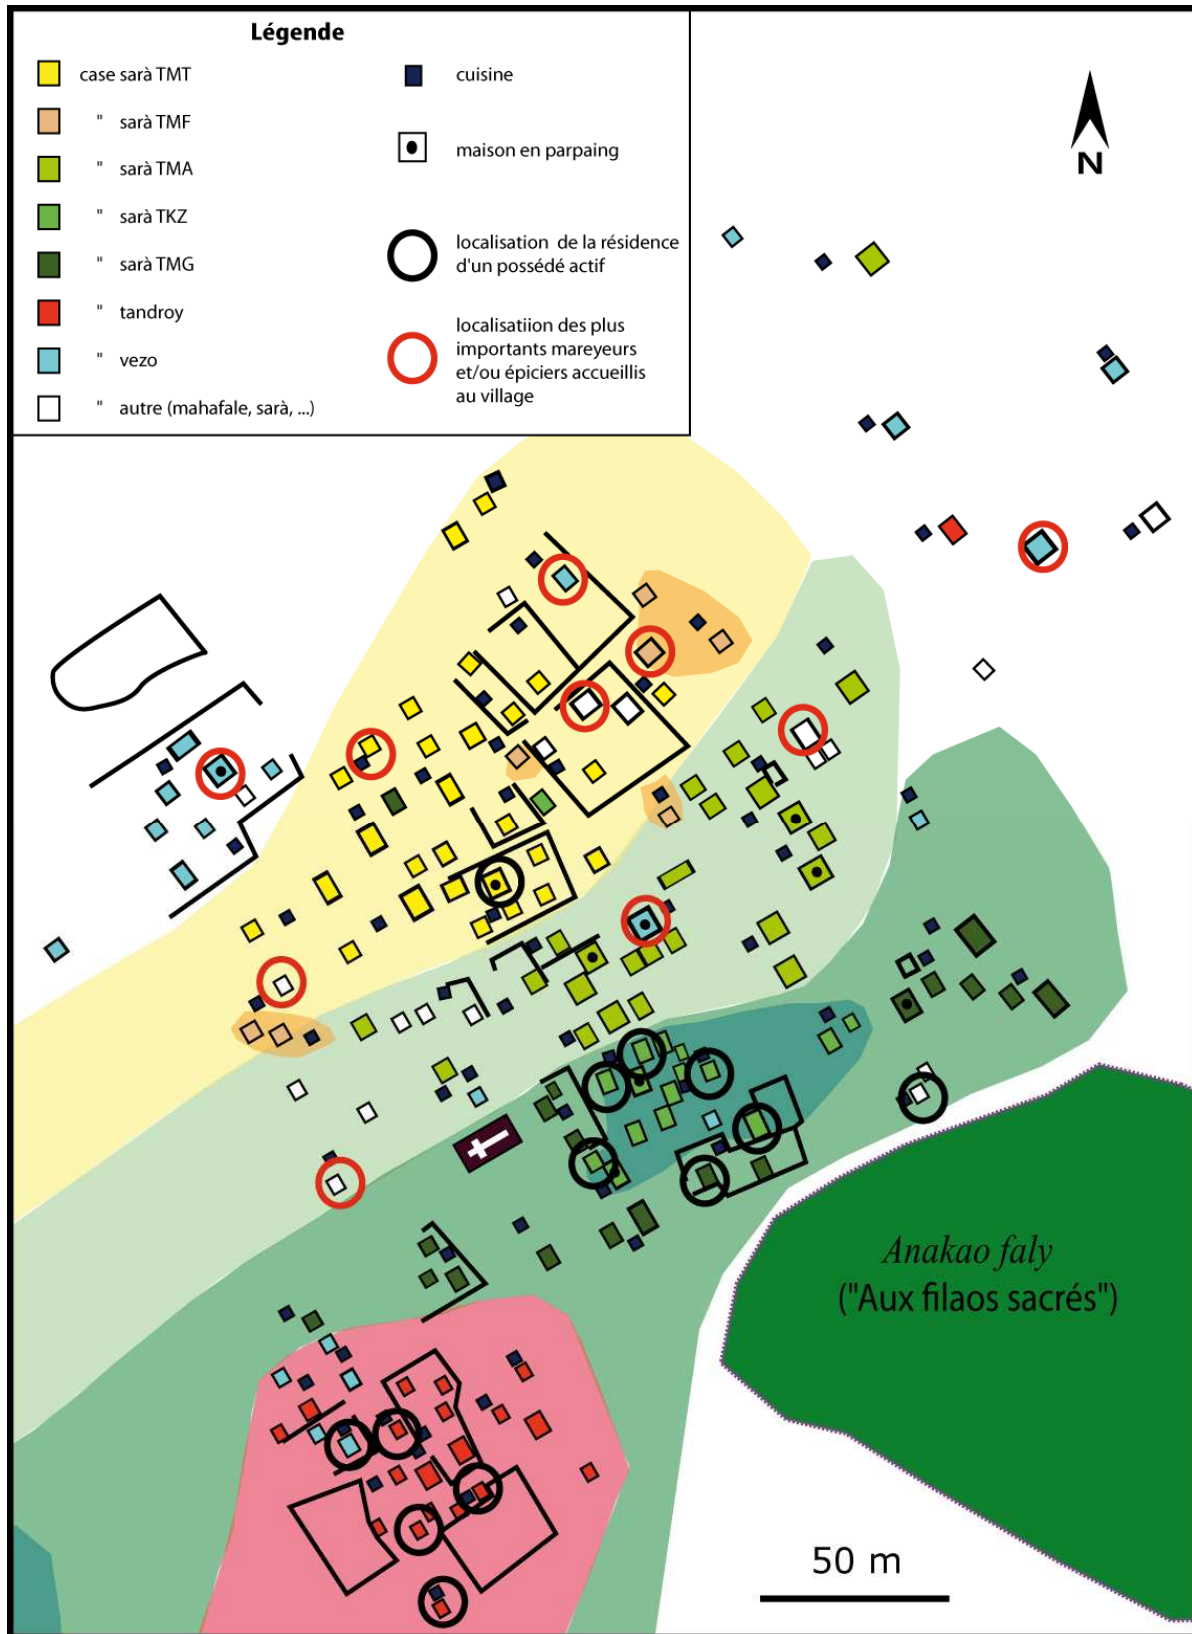 Légende
case sarà TMT
" sarà TMF
" sarà TMA
" sarà TKZ
" sarà TMG
" tandroy
" vezo
" autre (mahafale, sarà, ...)
cuisine
maison en parpaing
localisation de la résidence
d'un possédé actif
localisatiion des plus
importants mareyeurs
et/ou épiciers accueillis
au village
N
Anakao faly
("Aux filaos sacrés")
50 m